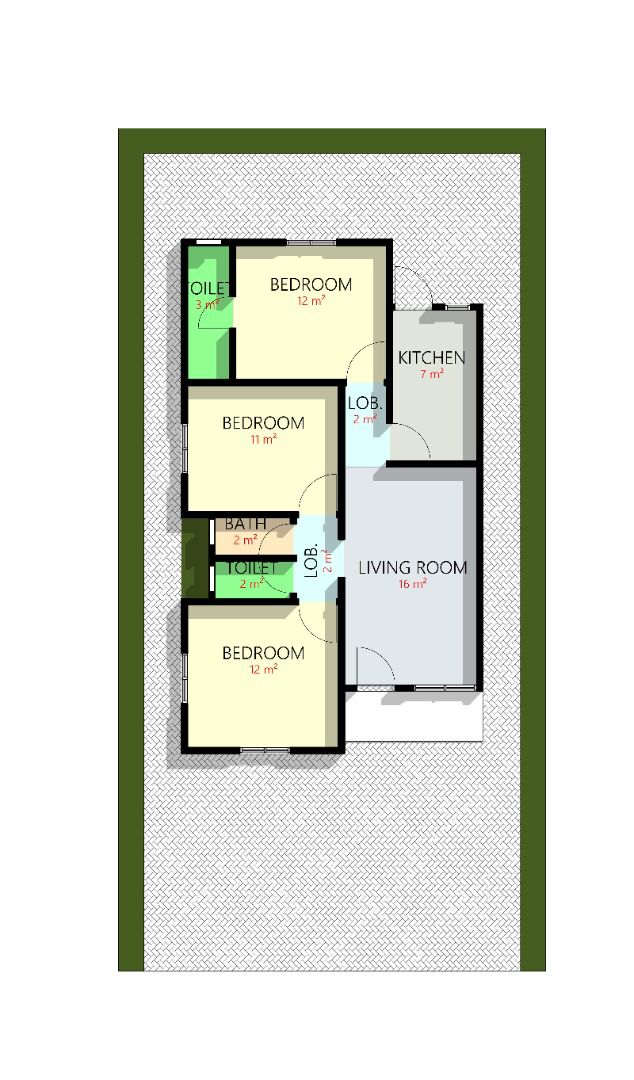 TOILET
3 m²
BEDROOM
12 m²
KITCHEN
7 m²
LOB.
2 m²
BEDROOM
11 m²
BATH
2 m²
LOB.
2 m²
TOILET
2 m²
LIVING ROOM
16 m²
BEDROOM
12 m²